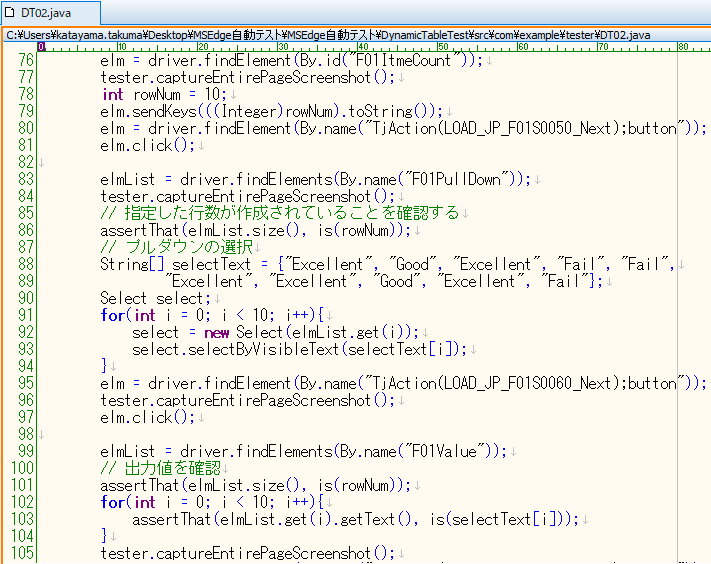 DT02.java
C:¥Users¥katayama.takuma¥Desktop¥MSEdge自動テスト¥MSEdge自動テスト¥DynamicTableTest¥src¥com¥example¥tester¥DT02.java
0 10 20 30 40 50 60 70 80
76 elm = driver.findElement(By.id("F01ItmeCount"));↓
77 tester.captureEntirePageScreenshot();↓
78 int rowNum = 10;↓
79 elm.sendKeys(((Integer)rowNum).toString());↓
80 elm = driver.findElement(By.name("TjAction(LOAD_JP_F01S0050_Next);button"));↓
81 elm.click();↓
82 ↓
83 elmList = driver.findElements(By.name("F01PullDown"));↓
84 tester.captureEntirePageScreenshot();↓
85 // 指定した行数が作成されていることを確認する↓
86 assertThat(elmList.size(), is(rowNum));↓
87 // プルダウンの選択↓
88 String[] selectText = {"Excellent", "Good", "Excellent", "Fail", "Fail",↓
89 "Excellent", "Excellent", "Good", "Excellent", "Fail"};↓
90 Select select;↓
91 for(int i = 0; i < 10; i++){↓
92 select = new Select(elmList.get(i));↓
93 select.selectByVisibleText(selectText[i]);↓
94 }↓
95 elm = driver.findElement(By.name("TjAction(LOAD_JP_F01S0060_Next);button"));↓
96 tester.captureEntirePageScreenshot();↓
97 elm.click();↓
98 ↓
99 elmList = driver.findElements(By.name("F01Value"));↓
100 // 出力値を確認↓
101 assertThat(elmList.size(), is(rowNum));↓
102 for(int i = 0; i < 10; i++){↓
103 assertThat(elmList.get(i).getText(), is(selectText[i]));↓
104 }↓
105 tester.captureEntirePageScreenshot();↓